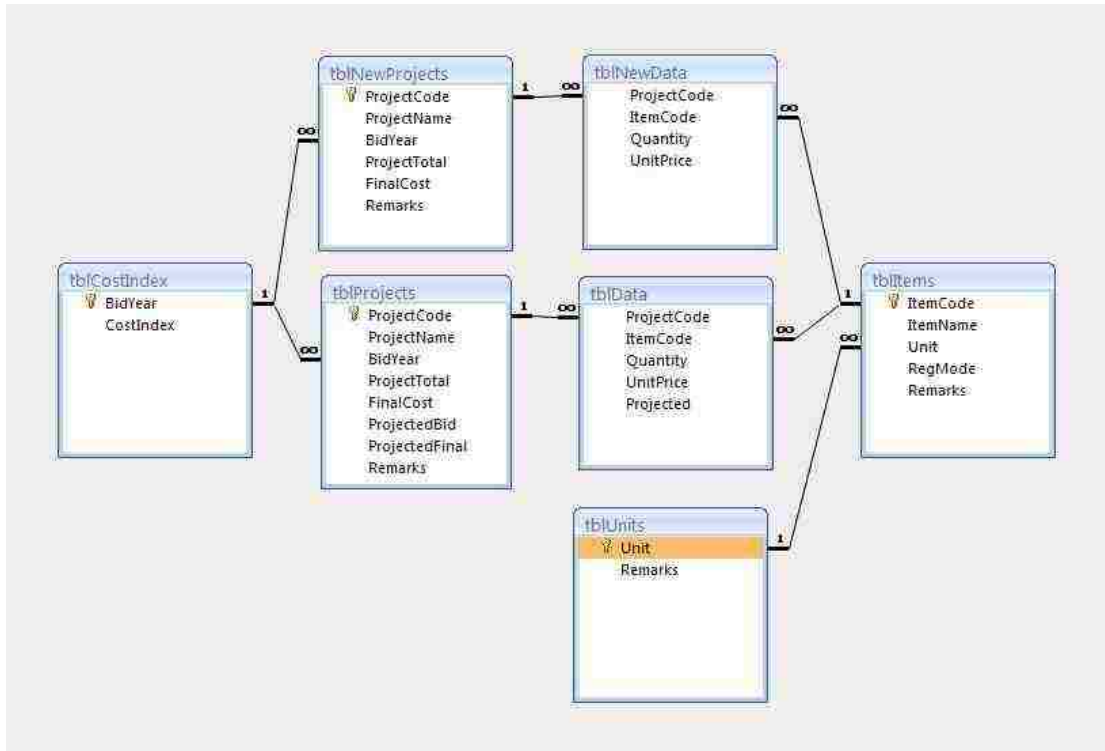 tblNewProjects
ProjectCode
ProjectName
BidYear
ProjectTotal
FinalCost
Remarks
1
∞
tblNewData
ProjectCode
ItemCode
Quantity
UnitPrice
∞
∞
tblCostIndex
BidYear
CostIndex
1
∞
tblProjects
ProjectCode
ProjectName
BidYear
ProjectTotal
FinalCost
ProjectedBid
ProjectedFinal
Remarks
1
∞
tblData
ProjectCode
ItemCode
Quantity
UnitPrice
Projected
∞
1
∞
tblItems
ItemCode
ItemName
Unit
RegMode
Remarks
tblUnits
Unit
Remarks
1